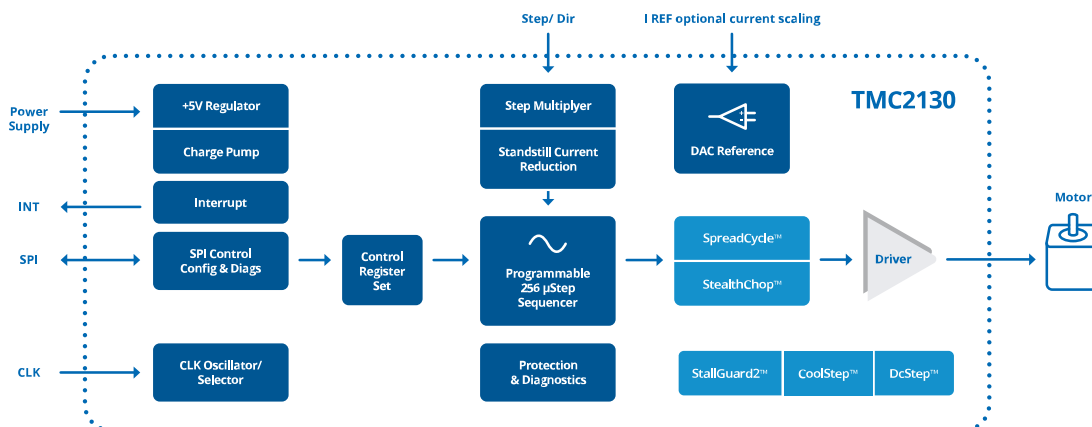 Step/ Dir
I REF optional current scaling
TMC2130
Power
Supply
+5V Regulator
Charge Pump
Step Multiplyer
Standstill Current
Reduction
DAC Reference
INT
Interrupt
SPI
SPI Control
Config & Diags
Control
Register
Set
Programmable
256 µStep
Sequencer
SpreadCycle™
StealthChop™
Driver
Motor
CLK
CLK Oscillator/
Selector
Protection
& Diagnostics
StallGuard2™
CoolStep™
DcStep™